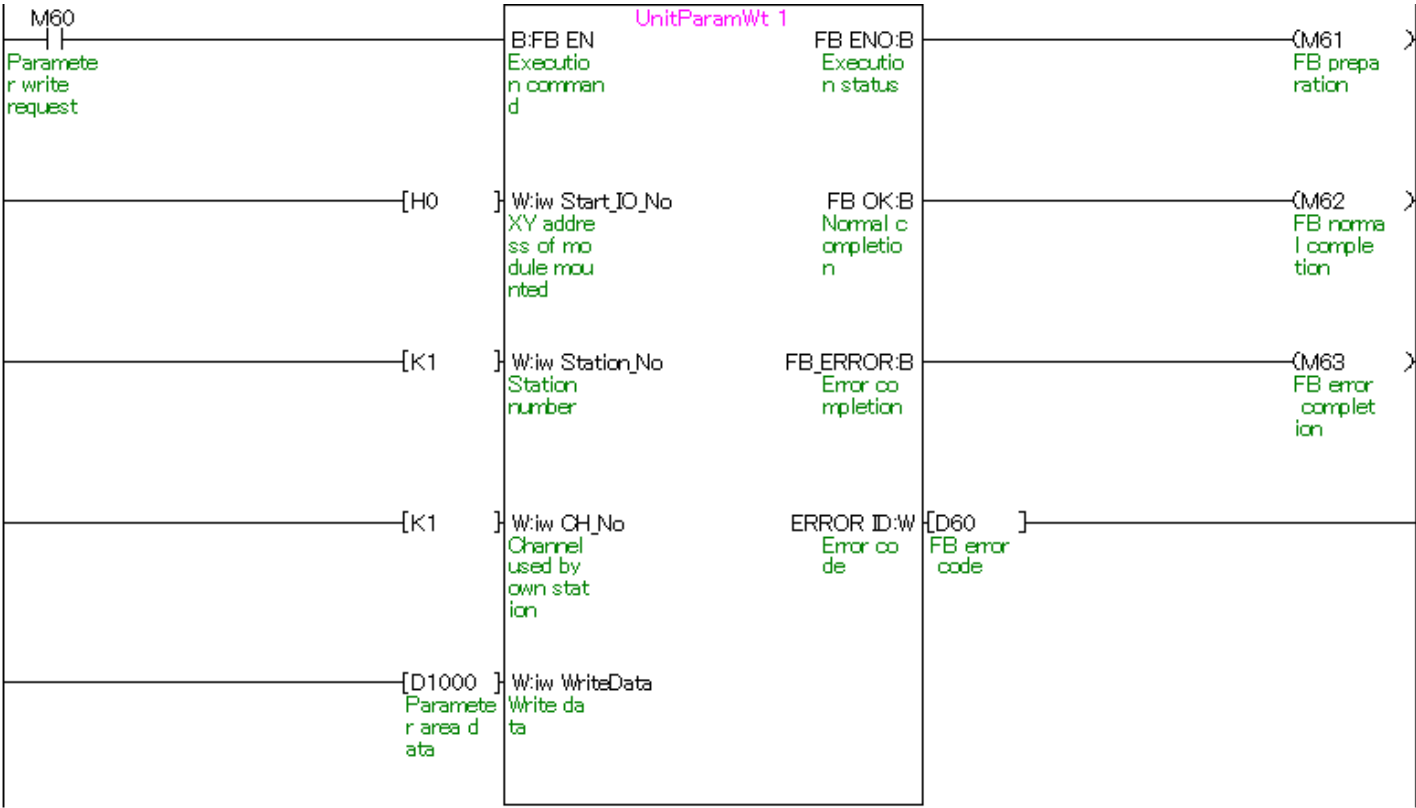 UnitParamWt 1
M60
Paramete
r write
request
B:FB EN
Executio
n comman
d
FB ENO:B
Executio
n status
(M61 )
FB prepa
ration
[H0 ]
W:iw Start_IO_No
XY addre
ss of mo
dule mou
nted
FB OK:B
Normal c
ompletio
n
(M62 )
FB norma
l comple
tion
[K1 ]
W:iw Station_No
Station
number
FB_ERROR:B
Error co
mpletion
(M63 )
FB error
complet
ion
[K1 ]
W:iw CH_No
Channel
used by
own stat
ion
ERROR ID:W
Error co
de
[D60 ]
FB error
code
[D1000 ]
Paramete
r area d
ata
W:iw WriteData
Write da
ta